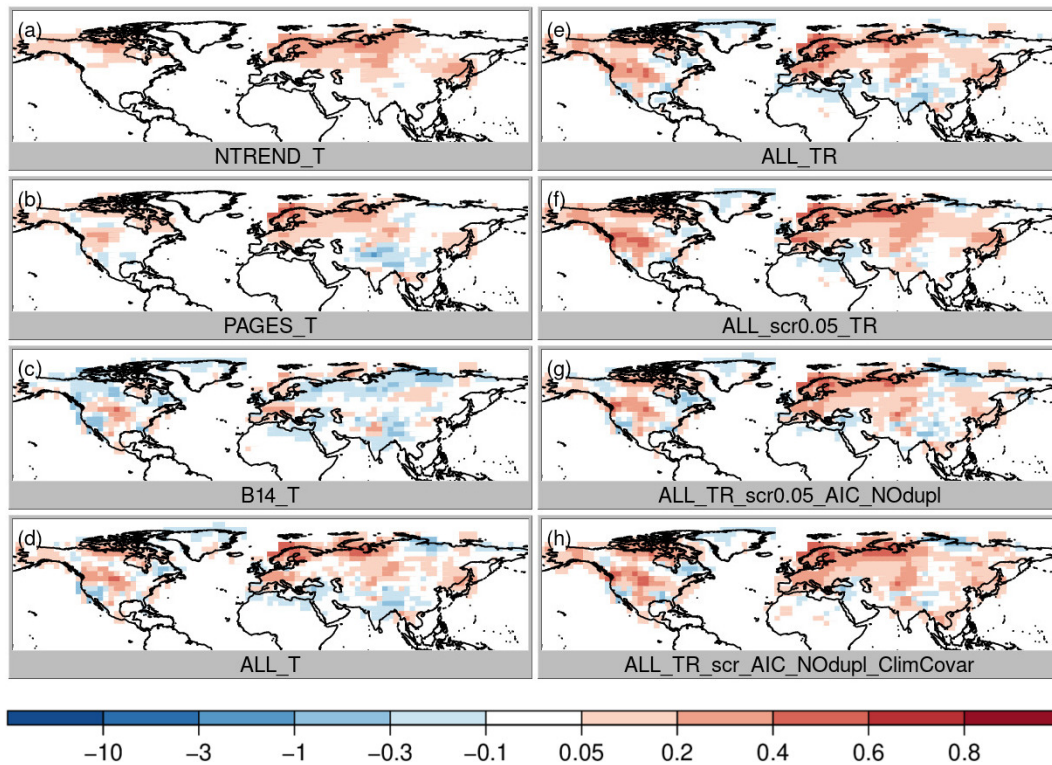 (a)
NTREND_T
(b)
PAGES_T
(c)
B14_T
(d)
ALL_T
(e)
ALL_TR
(f)
ALL_scr0.05_TR
(g)
ALL_TR_scr0.05_AIC_NOdupl
(h)
ALL_TR_scr_AIC_NOdupl_ClimCovar
−10 −3 −1 −0.3 −0.1 0.05 0.2 0.4 0.6 0.8